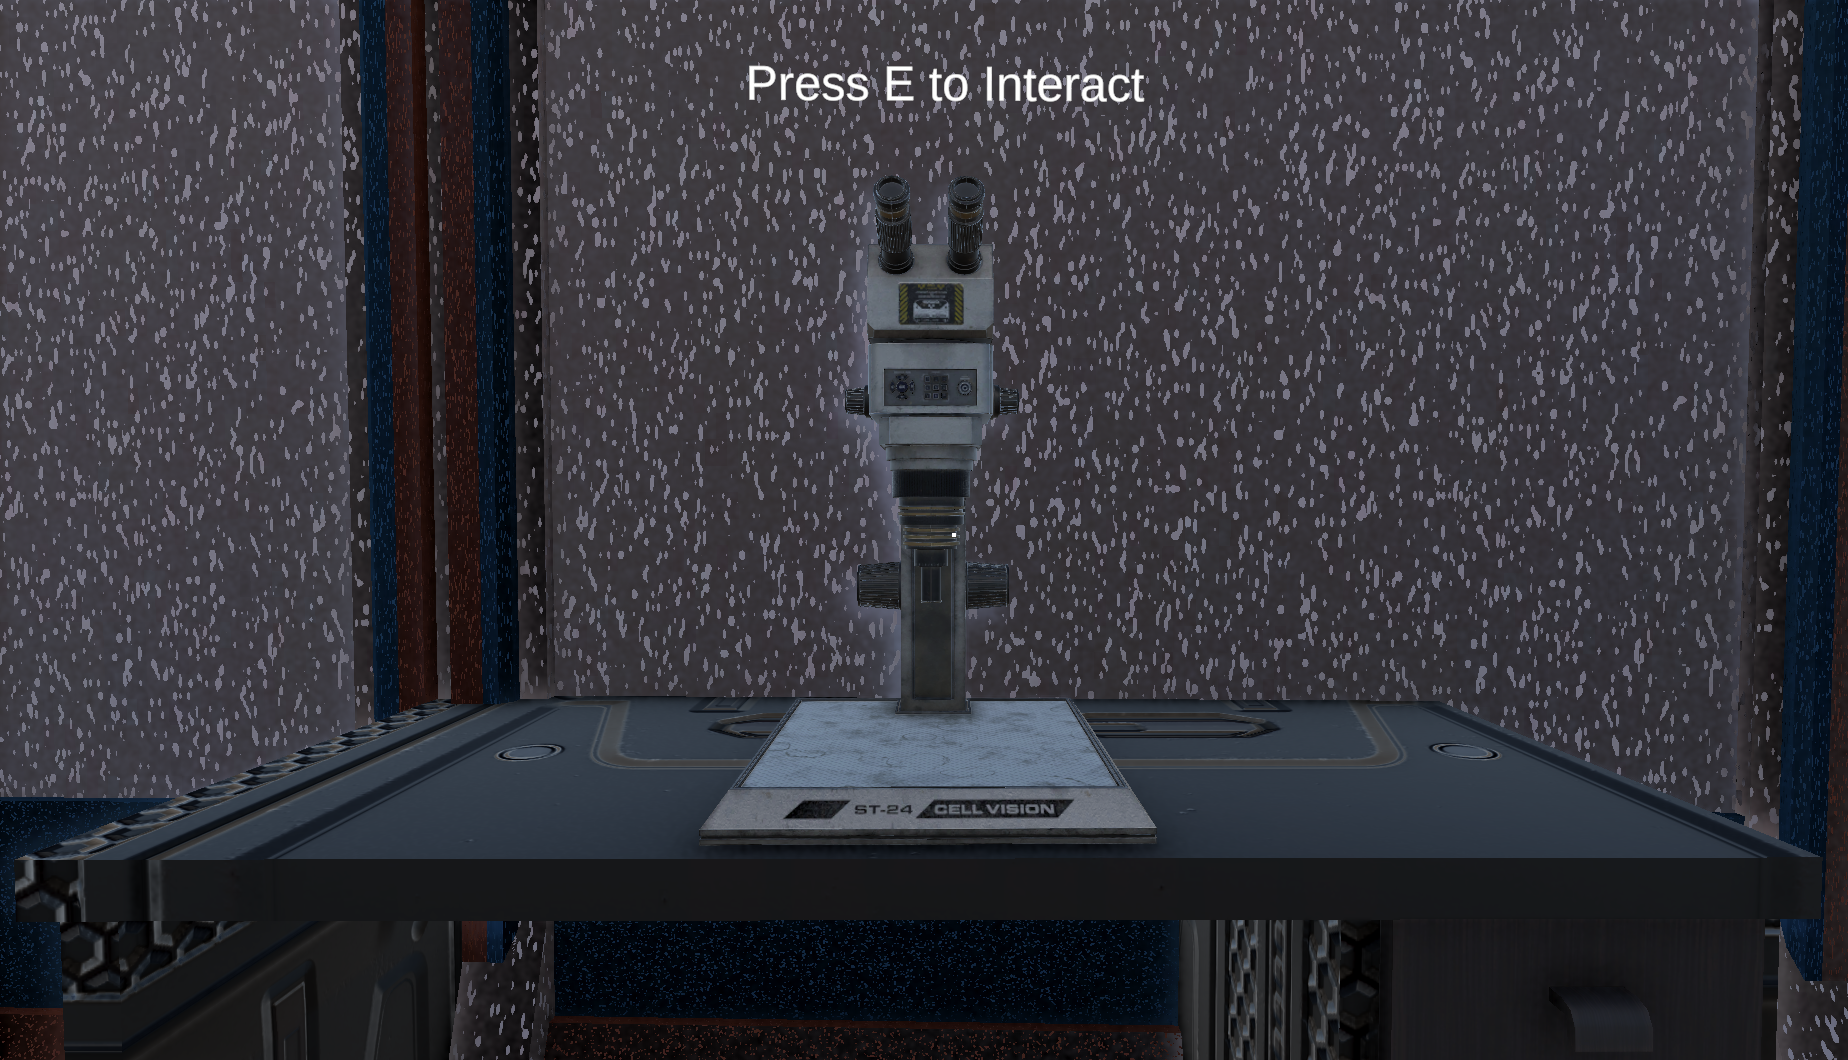 Press E to Interact
ST-24 CELL VISION